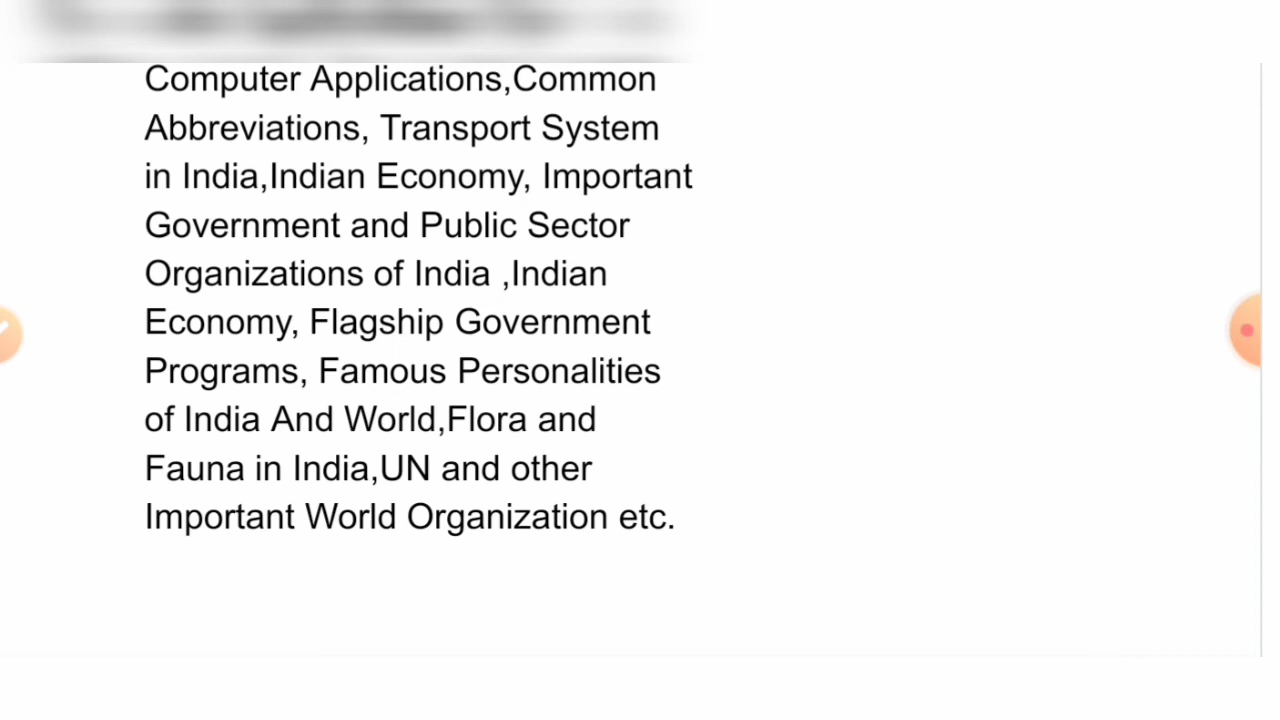 Computer Applications,Common
Abbreviations, Transport System
in India,Indian Economy, Important
Government and Public Sector
Organizations of India ,Indian
Economy, Flagship Government
Programs, Famous Personalities
of India And World,Flora and
Fauna in India,UN and other
Important World Organization etc.